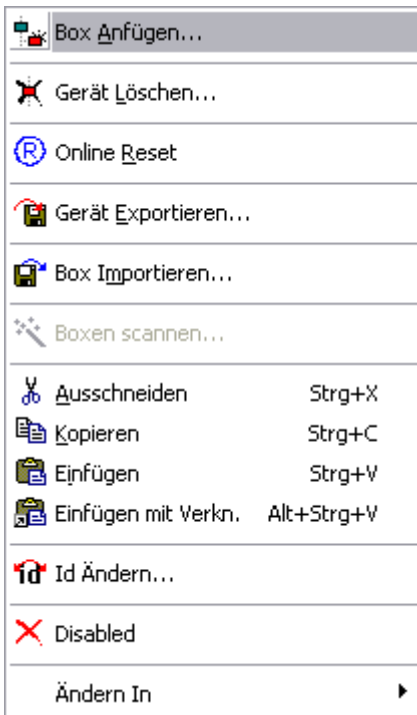 Box Anfügen...
Gerät Löschen...
R Online Reset
Gerät Exportieren...
Box Importieren...
Boxen scannen...
Ausschneiden Strg+X
Kopieren Strg+C
Einfügen Strg+V
Einfügen mit Verkn. Alt+Strg+V
id Id Ändern...
Disabled
Ändern In